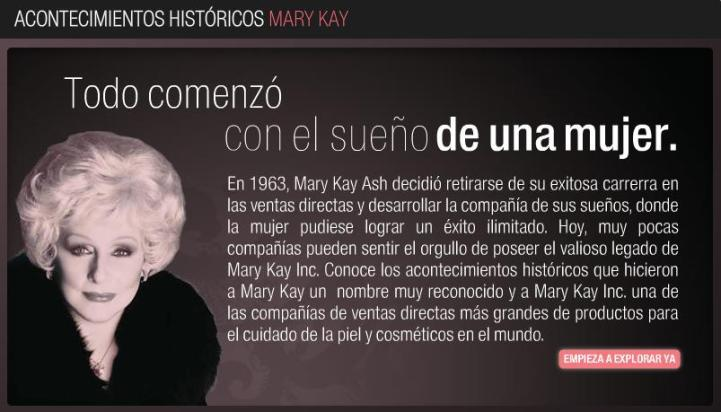 ACONTECIMIENTOS HISTÓRICOS MARY KAY
Todo comenzó
con el sueño de una mujer.
En 1963, Mary Kay Ash decidió retirarse de su exitosa carrerra en
las ventas directas y desarrollar la compañía de sus sueños, donde
la mujer pudiese lograr un éxito ilimitado. Hoy, muy pocas
compañías pueden sentir el orgullo de poseer el valioso legado de
Mary Kay Inc. Conoce los acontecimientos históricos que hicieron
a Mary Kay un nombre muy reconocido y a Mary Kay Inc. una de
las compañías de ventas directas más grandes de productos para
el cuidado de la piel y cosméticos en el mundo.
EMPIEZA A EXPLORAR YA